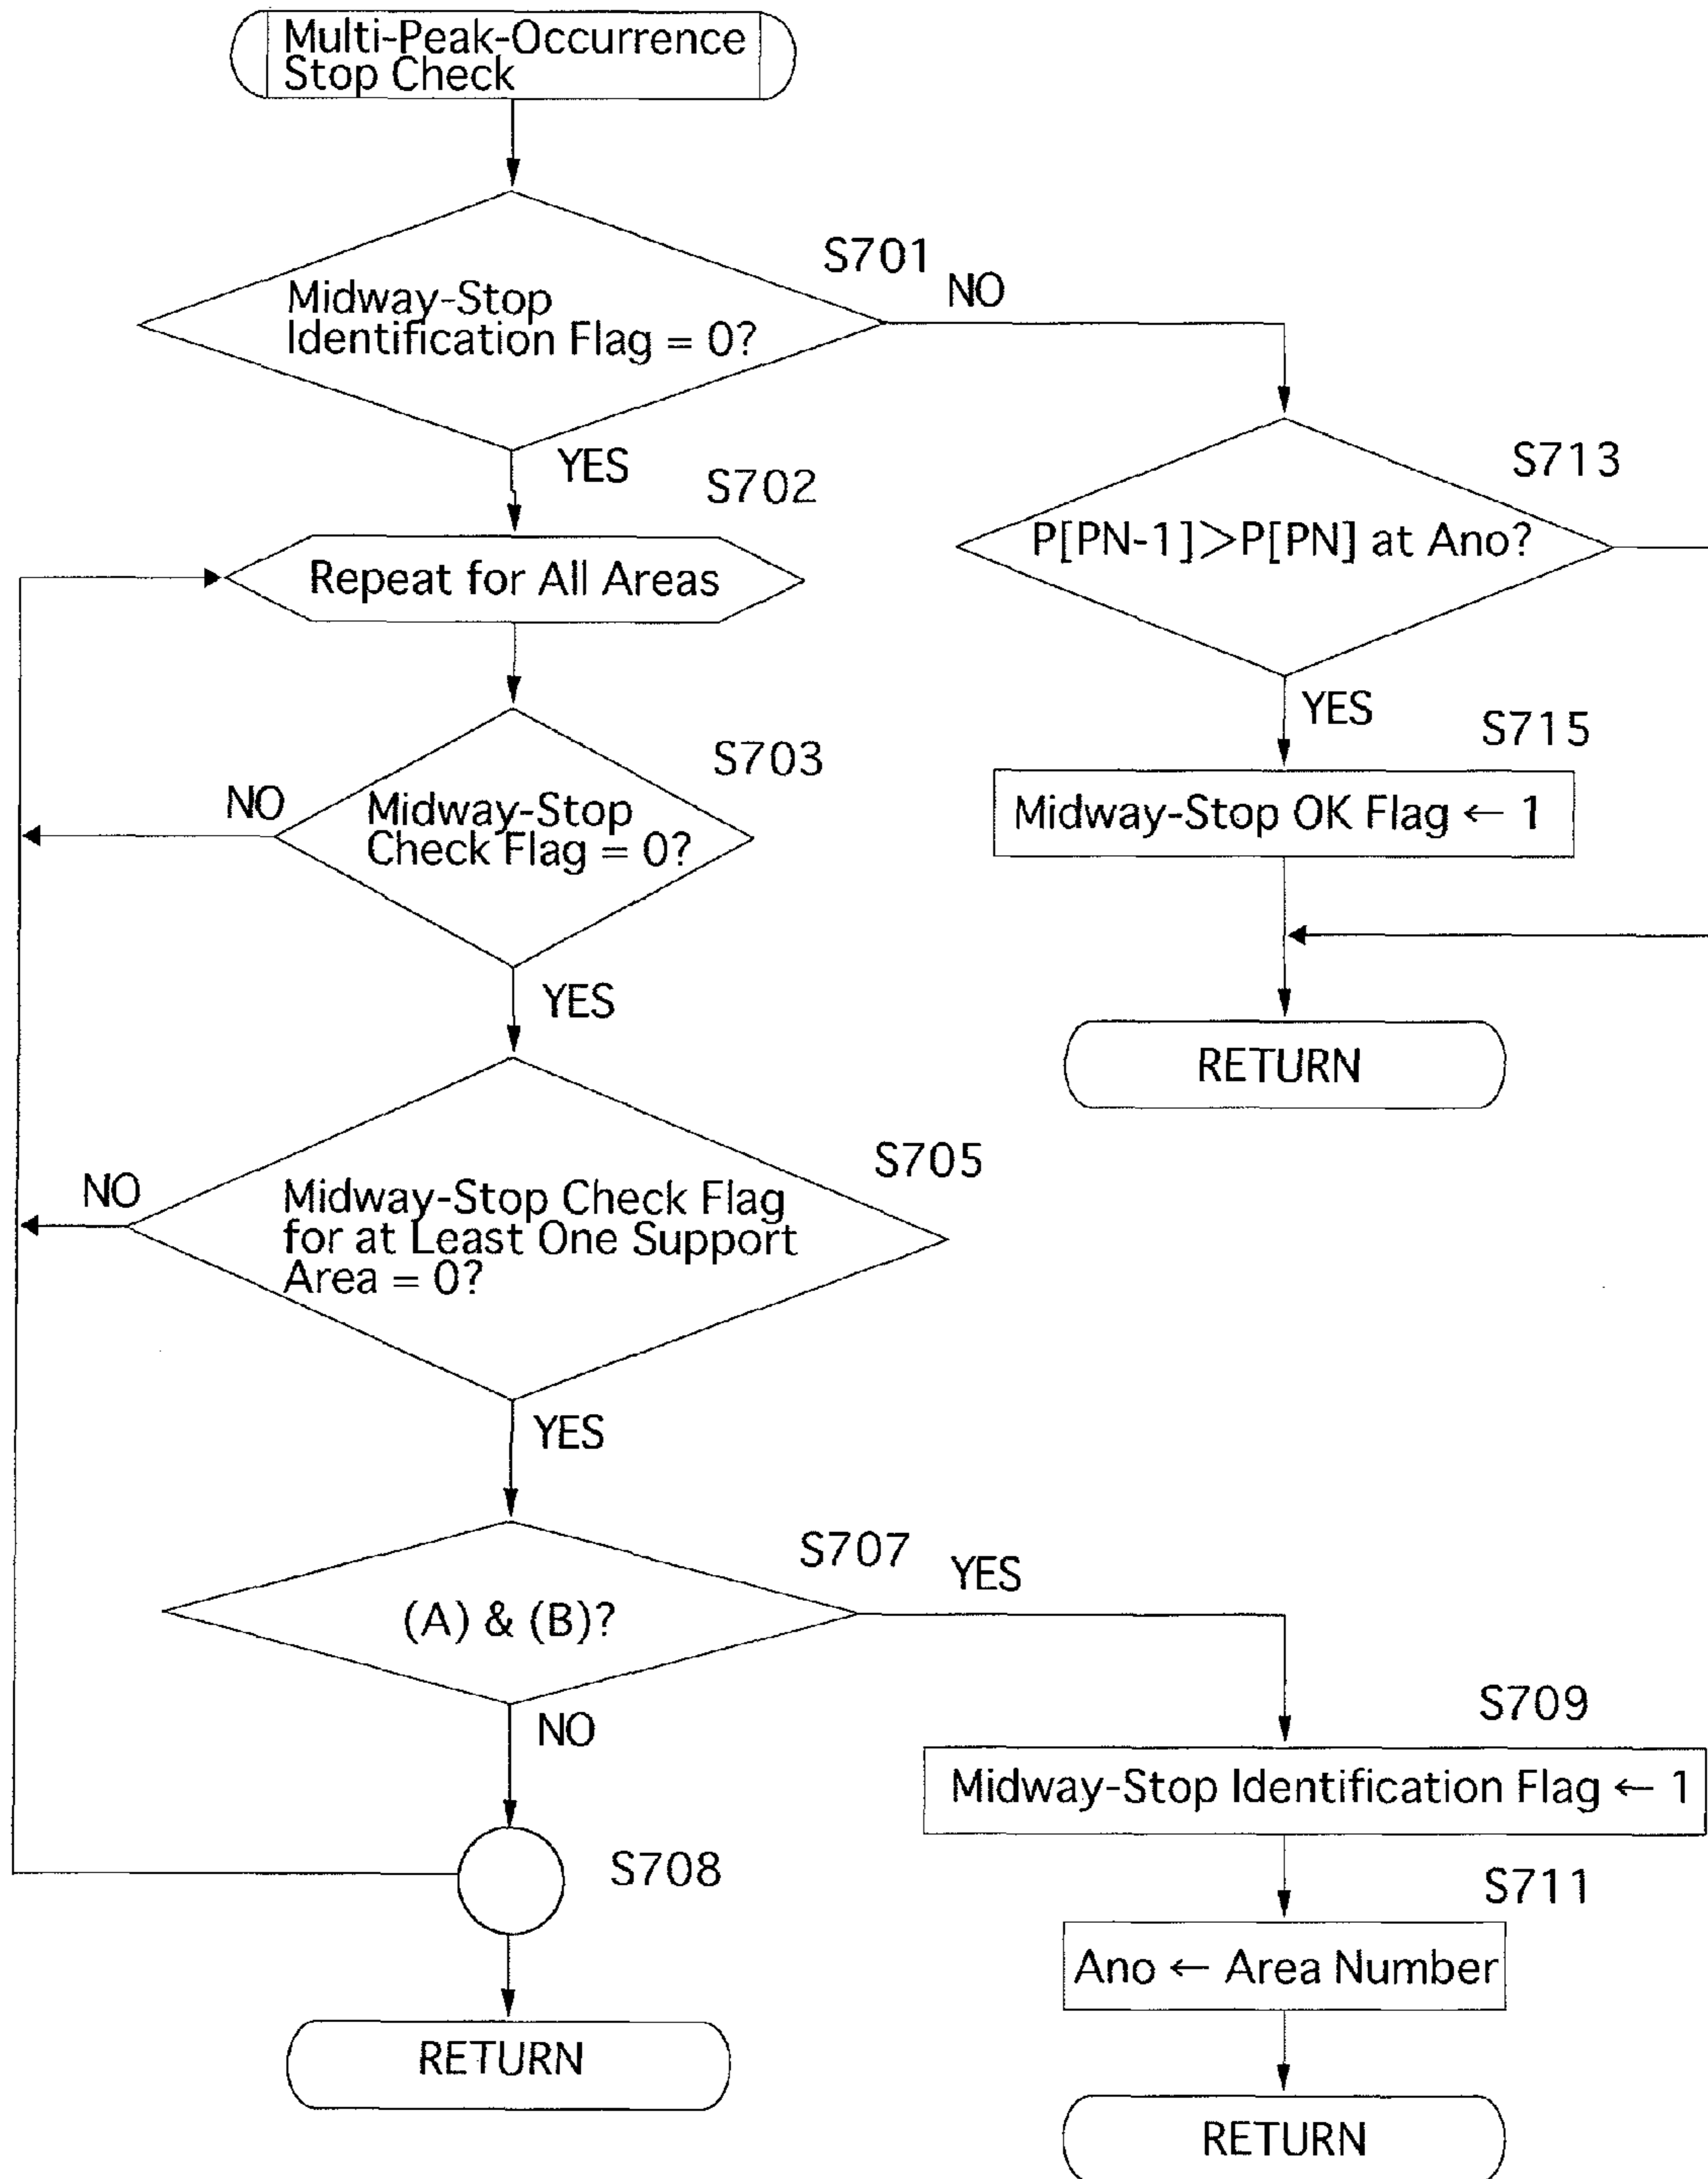 Multi-Peak-Occurrence
Stop Check
S701
NO
Midway-Stop
Identification Flag = 0?
YES
S702
Repeat for All Areas
S713
P[PN-1]>P[PN] at Ano?
YES
S715
Midway-Stop OK Flag ← 1
RETURN
S703
NO
Midway-Stop
Check Flag = 0?
YES
S705
NO
Midway-Stop Check Flag
for at Least One Support
Area = 0?
YES
S707
YES
(A) & (B)?
NO
S708
RETURN
S709
Midway-Stop Identification Flag ← 1
S711
Ano ← Area Number
RETURN